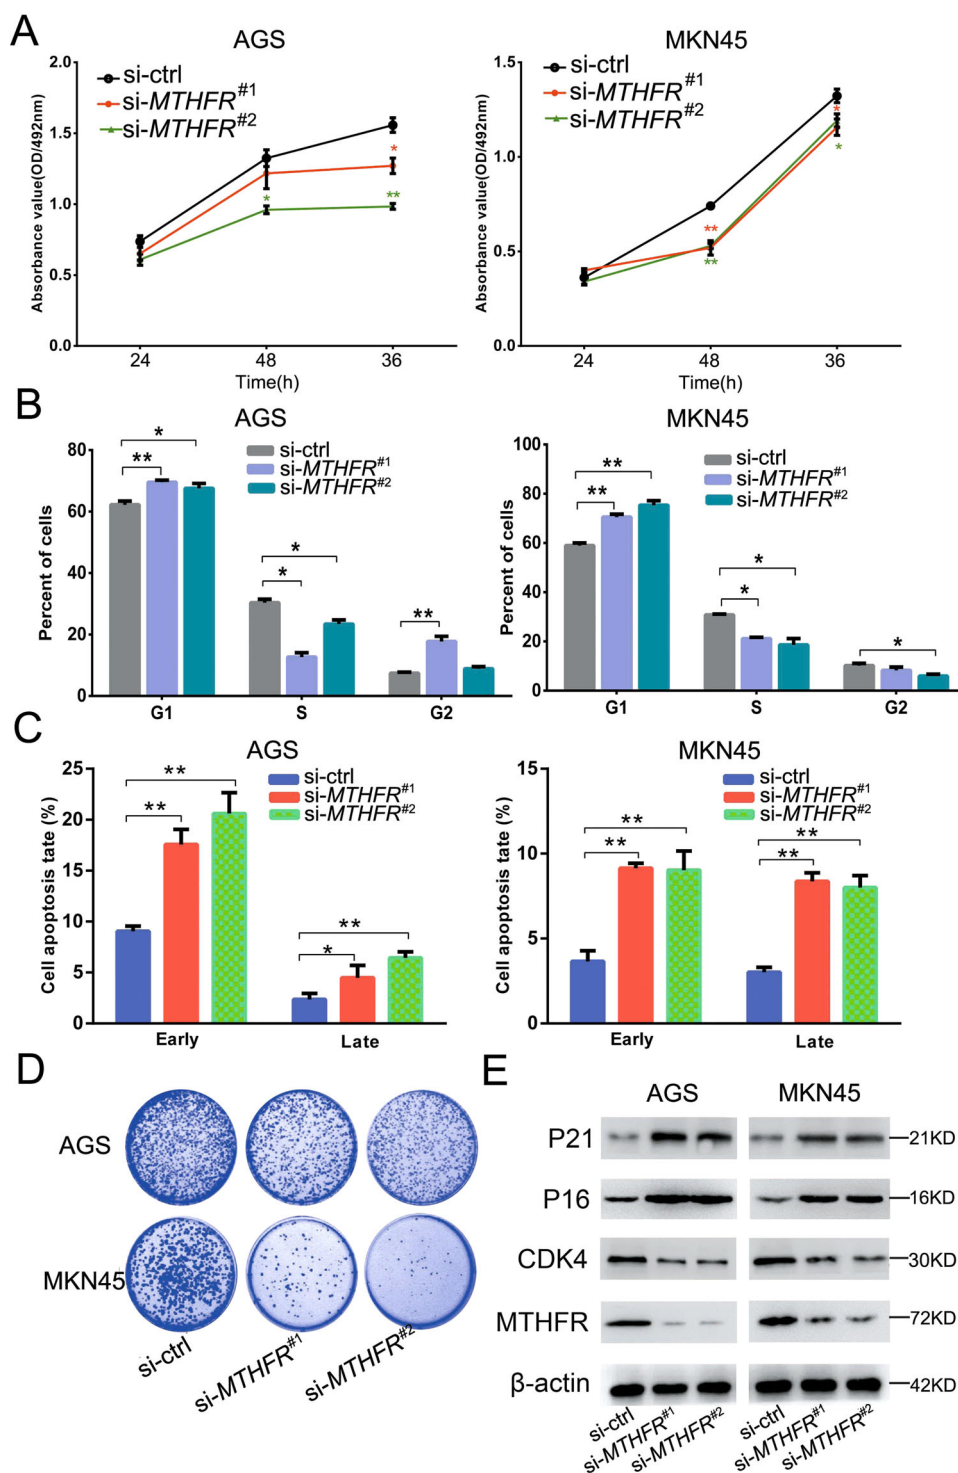 A
AGS
MKN45
2.0
1.5
1.0
0.5
0.0
Absorbance value(OD/492nm)
si-ctrl
si-MTHFR#1
si-MTHFR#2
*
*
**
24
48
36
Time(h)
1.5
1.0
0.5
0.0
Absorbance value(OD/492nm)
si-ctrl
si-MTHFR#1
si-MTHFR#2
**
**
*
*
24
48
36
Time(h)
B
AGS
MKN45
80
60
40
20
0
Percent of cells
si-ctrl
si-MTHFR#1
si-MTHFR#2
*
**
*
*
**
G1
S
G2
100
80
60
40
20
0
Percent of cells
si-ctrl
si-MTHFR#1
si-MTHFR#2
**
**
*
*
*
G1
S
G2
C
AGS
MKN45
25
20
15
10
5
0
Cell apoptosis tate (%)
si-ctrl
si-MTHFR#1
si-MTHFR#2
**
**
**
*
Early
Late
15
10
5
0
Cell apoptosis rate (%)
si-ctrl
si-MTHFR#1
si-MTHFR#2
**
**
**
**
Early
Late
D
AGS
MKN45
si-ctrl
si-MTHFR#1
si-MTHFR#2
E
AGS
MKN45
P21
21KD
P16
16KD
CDK4
30KD
MTHFR
72KD
β-actin
42KD
si-ctrl
si-MTHFR#1
si-MTHFR#2
si-ctrl
si-MTHFR#1
si-MTHFR#2